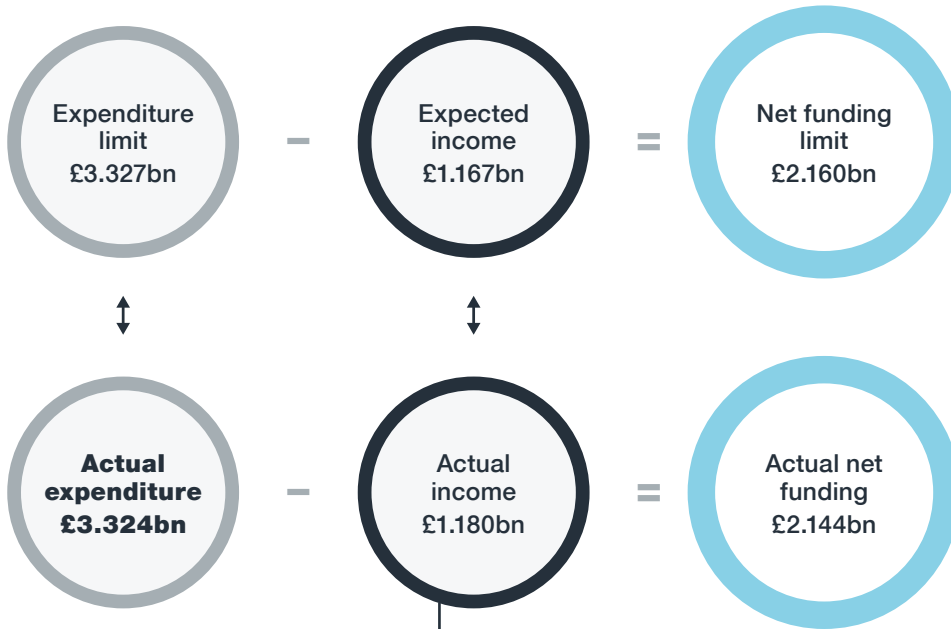 Expenditure
limit
£3.327bn
–
Expected
income
£1.167bn
=
Net funding
limit
£2.160bn
Actual
expenditure
£3.324bn
–
Actual
income
£1.180bn
=
Actual net
funding
£2.144bn